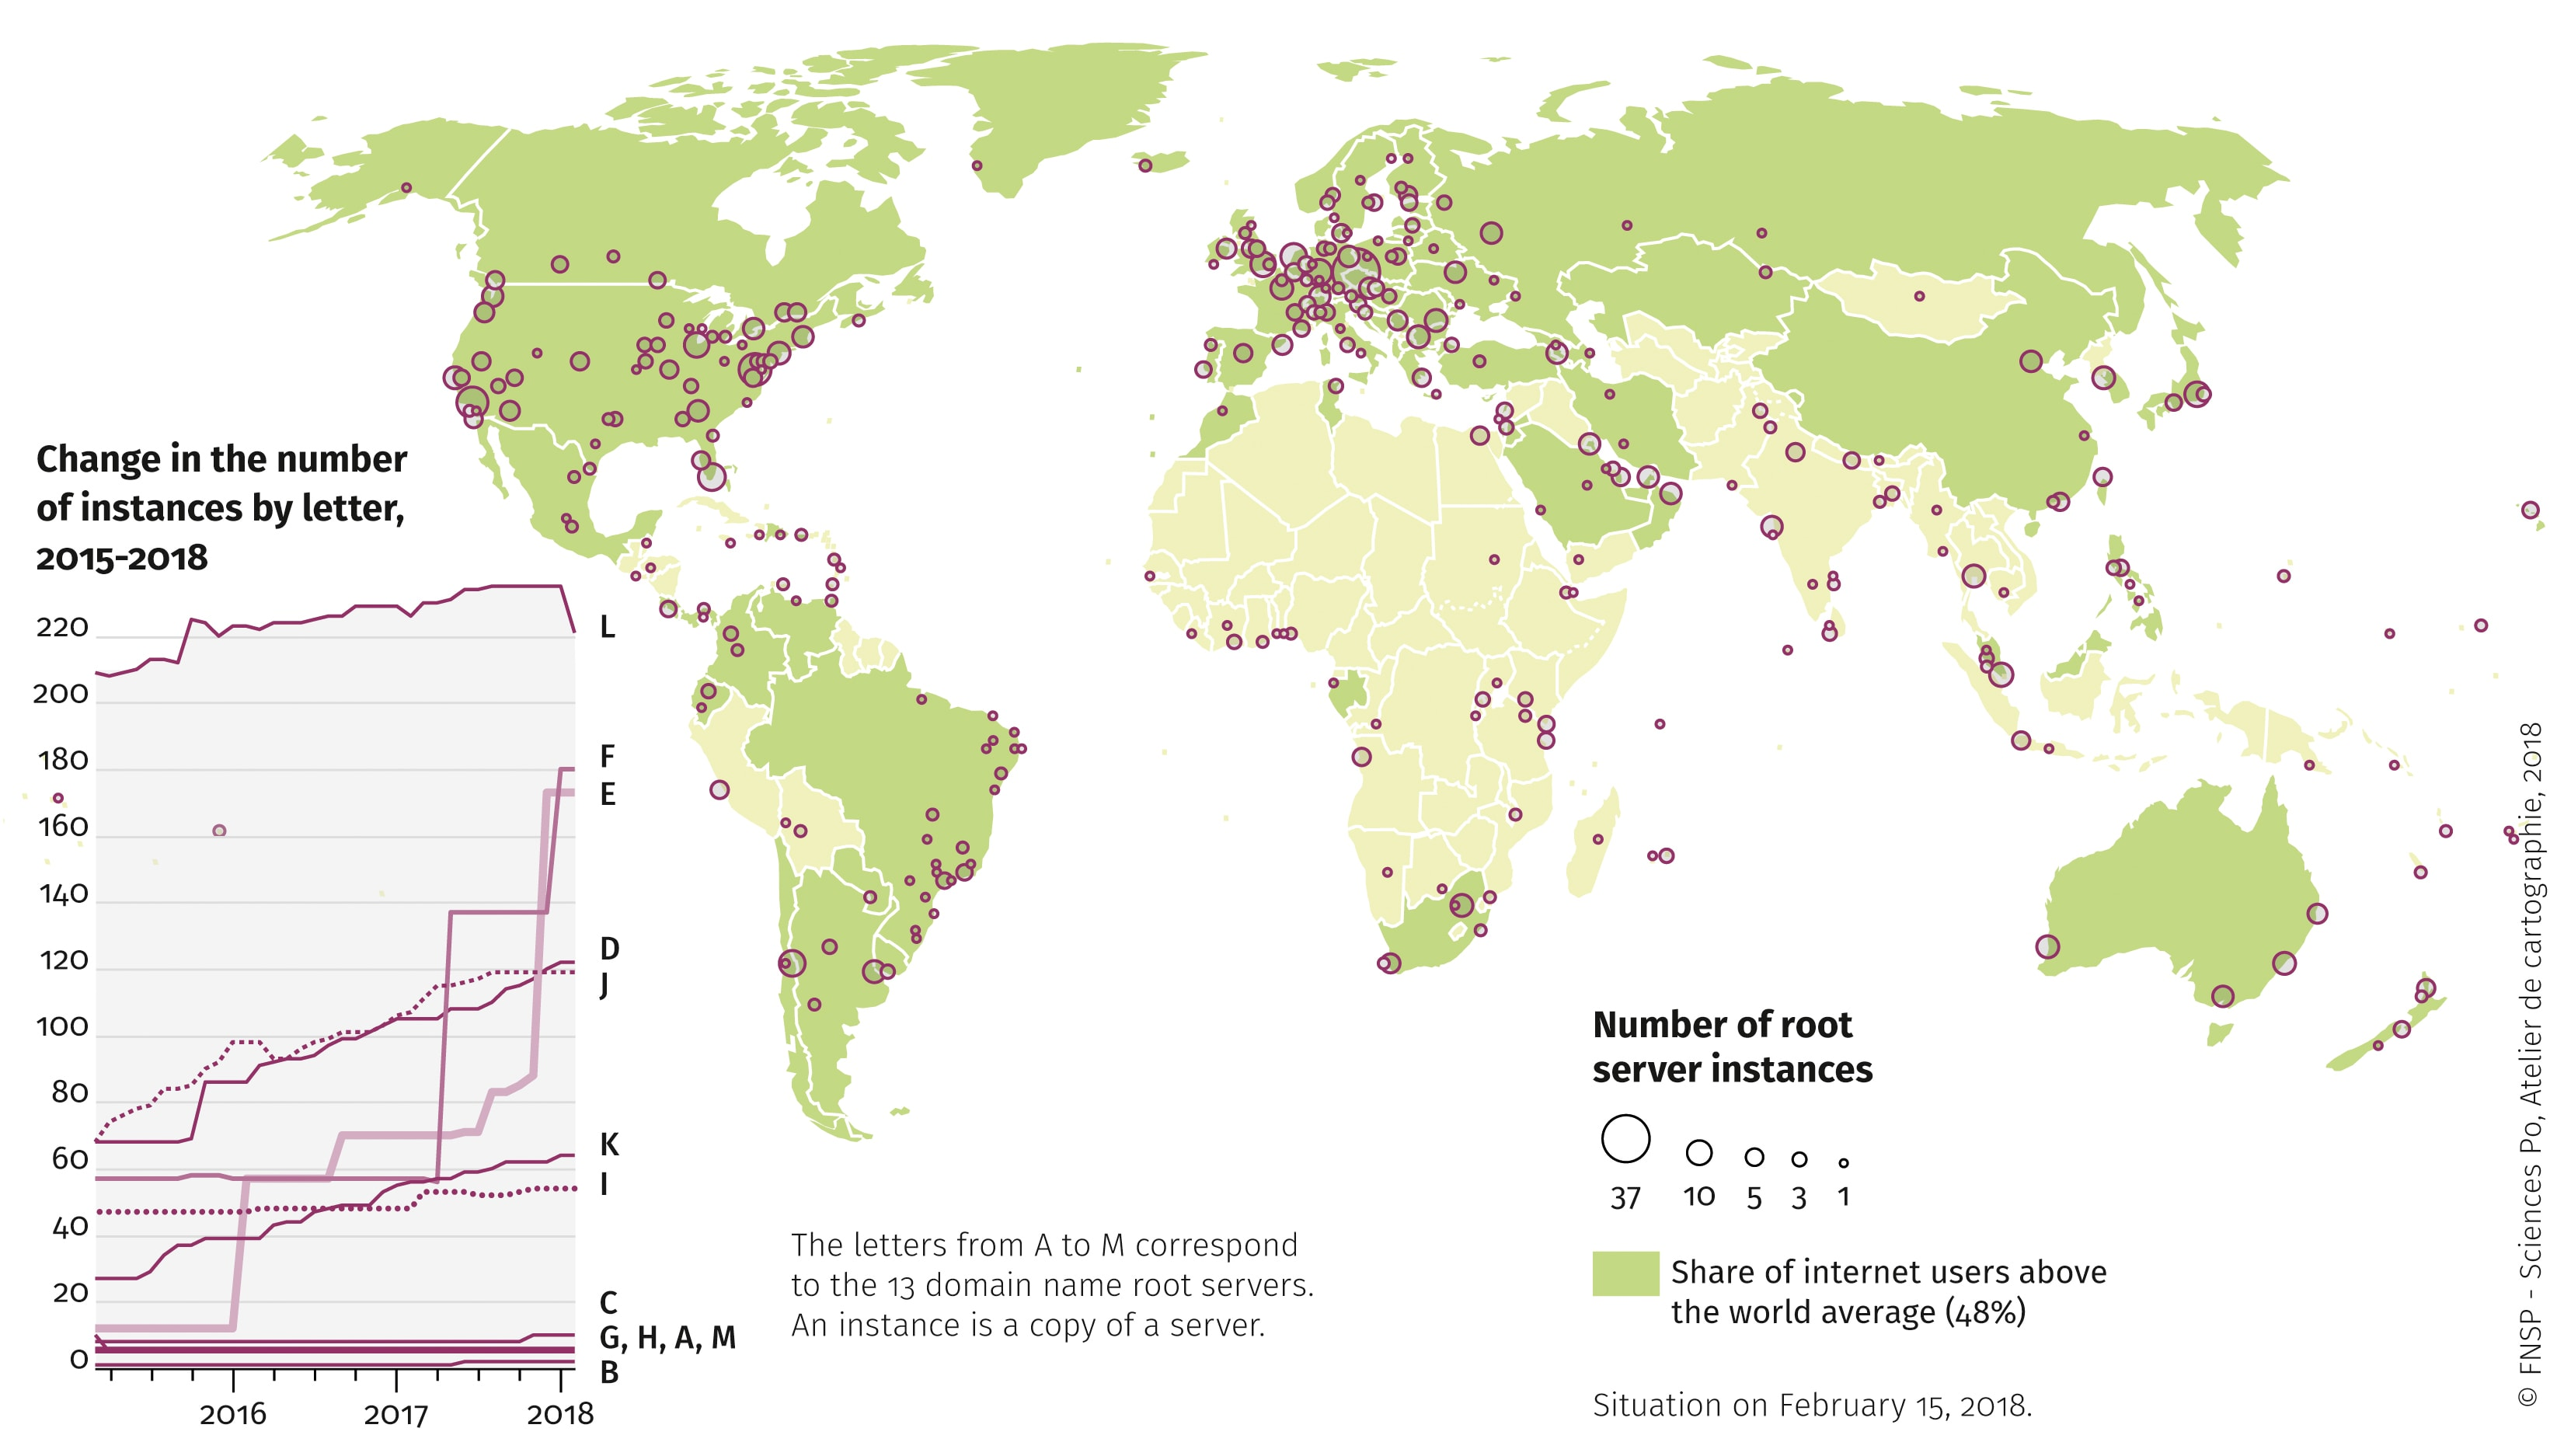 Change in the number
of instances by letter,
2015-2018
220
200
180
160
140
120
100
80
60
40
20
0
L
F
E
D
J
K
I
C
G, H, A, M
B
2016
2017
2018
The letters from A to M correspond
to the 13 domain name root servers.
An instance is a copy of a server.
Number of root
server instances
37
10
5
3
1
Share of internet users above
the world average (48%)
Situation on February 15, 2018.
© FNSP - Sciences Po, Atelier de cartographie, 2018